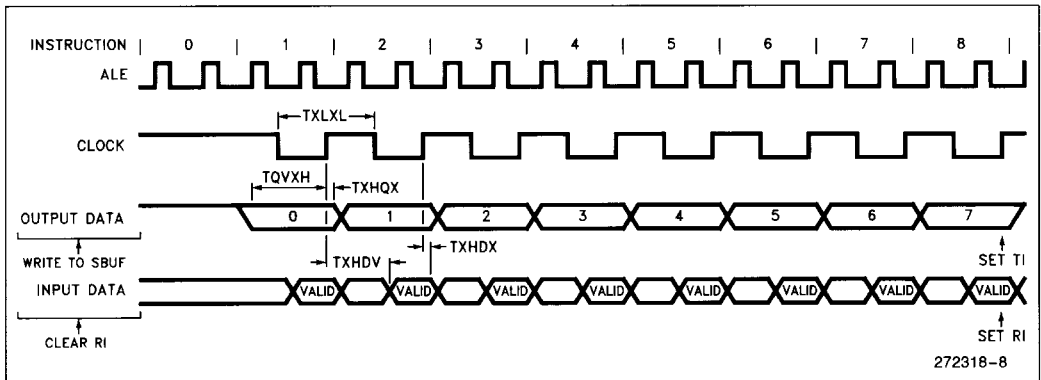 INSTRUCTION | 0 | 1 | 2 | 3 | 4 | 5 | 6 | 7 | 8 |
ALE
TXLXL
CLOCK
TQVXH TXHQX
OUTPUT DATA 0 1 2 3 4 5 6 7
TXHDX
WRITE TO SBUF TXHDV SET TI
INPUT DATA VALID VALID VALID VALID VALID VALID VALID VALID
CLEAR RI SET RI
272318-8